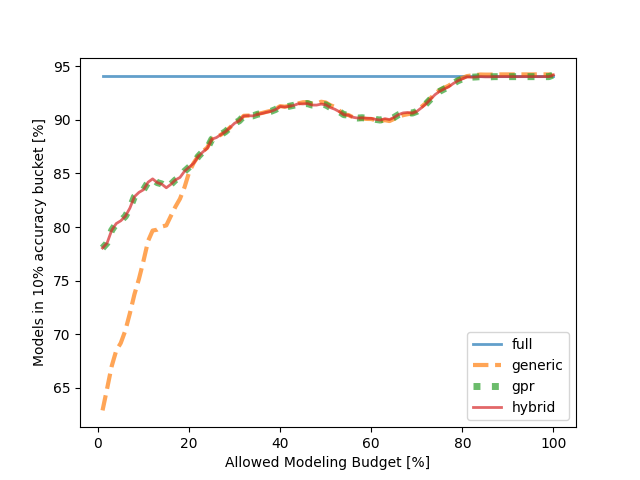 95
90
85
80
75
70
65
Models in 10% accuracy bucket [%]
0 20 40 60 80 100
Allowed Modeling Budget [%]
full
generic
gpr
hybrid